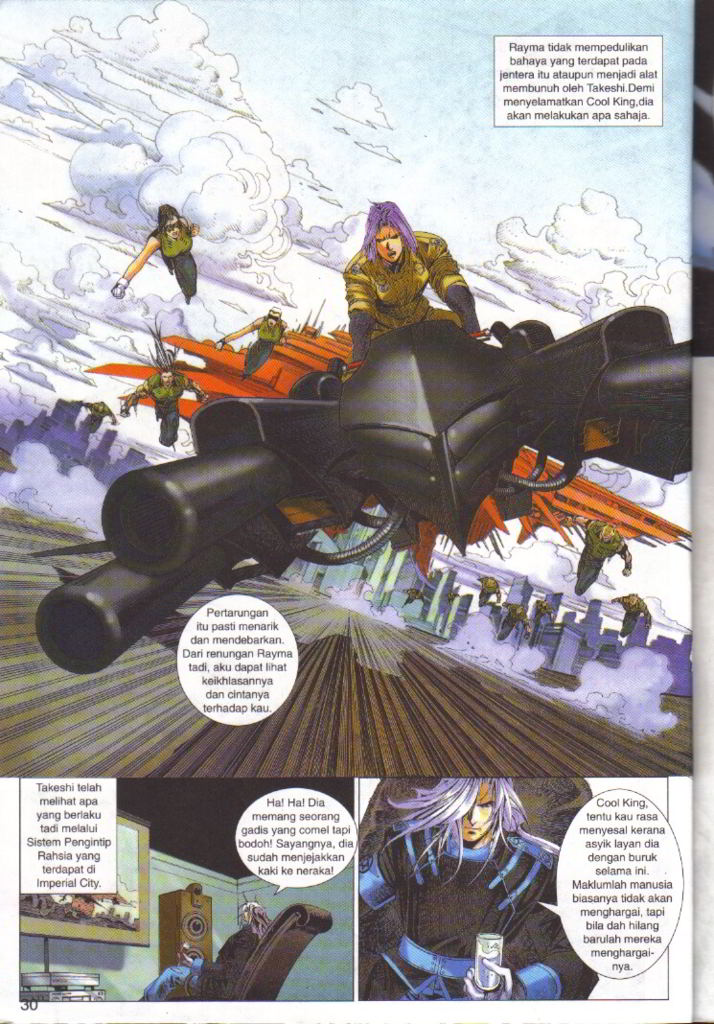 Rayma tidak mempedulikan
bahaya yang terdapat pada
jentera itu ataupun menjadi alat
membunuh oleh Takeshi.Demi
menyelamatkan Cool King,dia
akan melakukan apa sahaja.
Pertarungan
itu pasti menarik
dan mendebarkan.
Dari renungan Rayma
tadi, aku dapat lihat
keikhlasannya
dan cintanya
terhadap kau.
Takeshi telah
melihat apa
yang berlaku
tadi melalui
Sistem Pengintip
Rahsia yang
terdapat di
Imperial City.
Ha! Ha! Dia
memang seorang
gadis yang comel tapi
bodoh! Sayangnya, dia
sudah menjejakkan
kaki ke neraka!
Cool King,
tentu kau rasa
menyesal kerana
asyik layan dia
dengan buruk
selama ini.
Maklumlah manusia
biasanya tidak akan
menghargai, tapi
bila dah hilang
barulah mereka
menghargai-
nya.
30